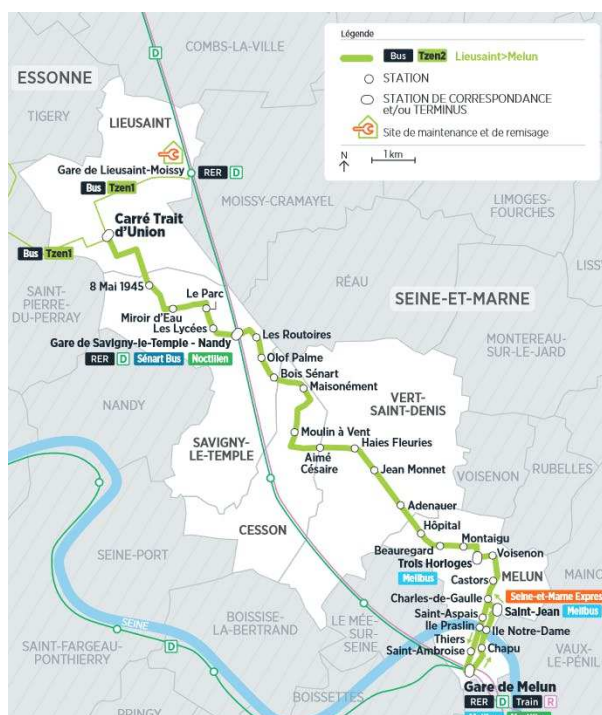 D
COMBS-LA-VILLE
ESSONNE
TIGERY
LIEUSAINT
Légende
Bus Tzen2 Lieusaint>Melun
STATION
STATION DE CORRESPONDANCE
et/ou TERMINUS
Site de maintenance et de remisage
N
1 km
Gare de Lieusaint-Moissy
RER D
Bus Tzen1
MOISSY-CRAMAYEL
LIMOGES-
FOURCHES
Carré Trait
d'Union
Bus Tzen1
RÉAU
LISS
SAINT-
PIERRE-
DU-PERRAY
8 Mai 1945
Le Parc
SEINE-ET-MARNE
Miroir d'Eau
Les Lycées
Les Routoires
MONTEREAU-
SUR-LE-JARD
Gare de Savigny-le-Temple - Nandy
RER D Sénart Bus Noctilien
Olof Palme
Bois Sénart
Maisonément
NANDY
VERT-
SAINT-DENIS
Moulin à Vent
SAVIGNY-
LE-TEMPLE
Aimé
Césaire
Haies Fleuries
Jean Monnet
VOISENON
RUBELLES
Adenauer
CESSON
Hôpital
Montaigu
SEINE-PORT
Beauregard
Voisenon
Trois Horloges
Melibus
MELUN
MAINC
Castors
Charles-de-Gaulle
Seine-et-Marne Expres
Saint-Jean Melibus
SEINE
BOISSISE-
LA-BERTRAND
LE MÉE-
SUR-
SEINE
Saint-Aspais
Ile Praslin
Ile Notre-Dame
Thiers
Chapu
Saint-Ambroise
VAUX-
LE-PÉNIL
SAINT-FARGEAU-
PONTHIERRY
D
BOISSETTES
Gare de Melun
RER D Train R
PRINGY